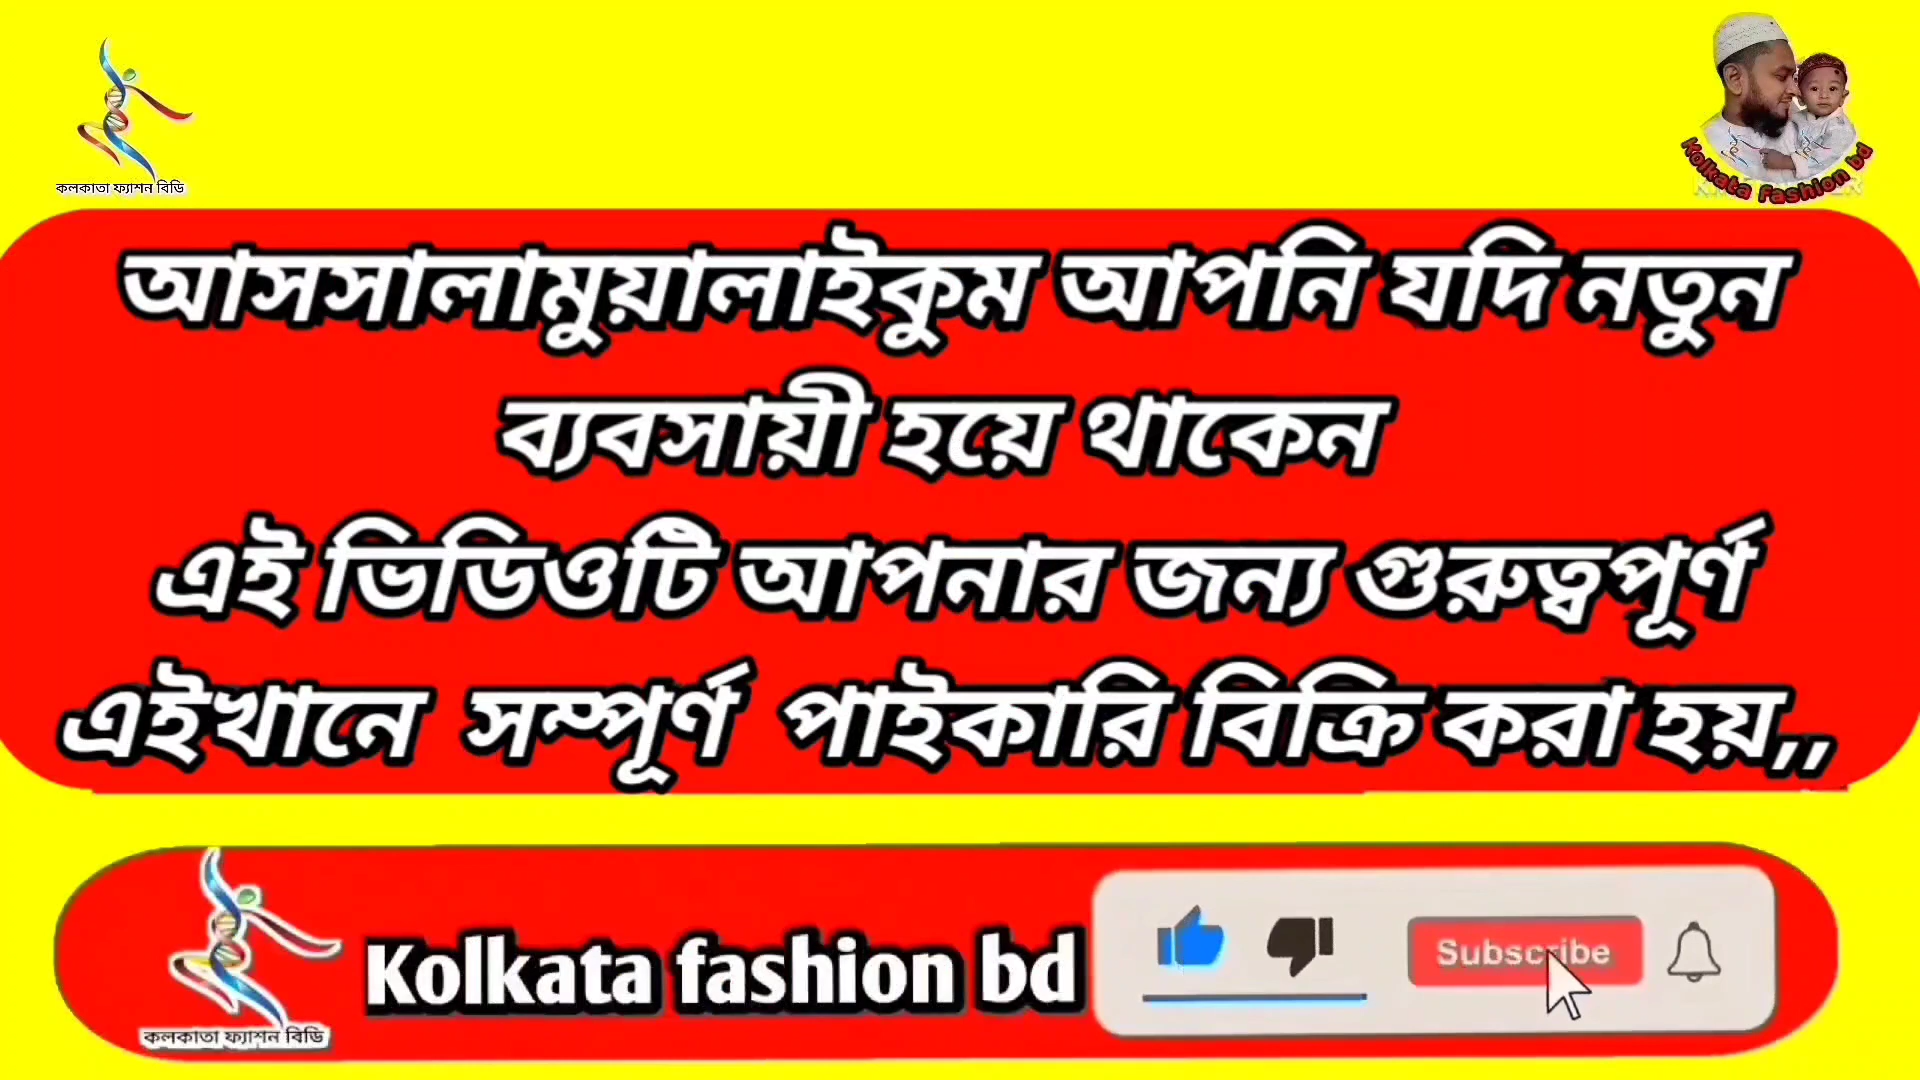 কলকাতা ফ্যাশন বিডি
Kolkata Fashion bd
আসসালামুয়ালাইকুম আপনি যদি নতুন
ব্যবসায়ী হয়ে থাকেন
এই ভিডিওটি আপনার জন্য গুরুত্বপূর্ণ
এইখানে সম্পূর্ণ পাইকারি বিক্রি করা হয়,,
Kolkata fashion bd
Subscribe
কলকাতা ফ্যাশন বিডি